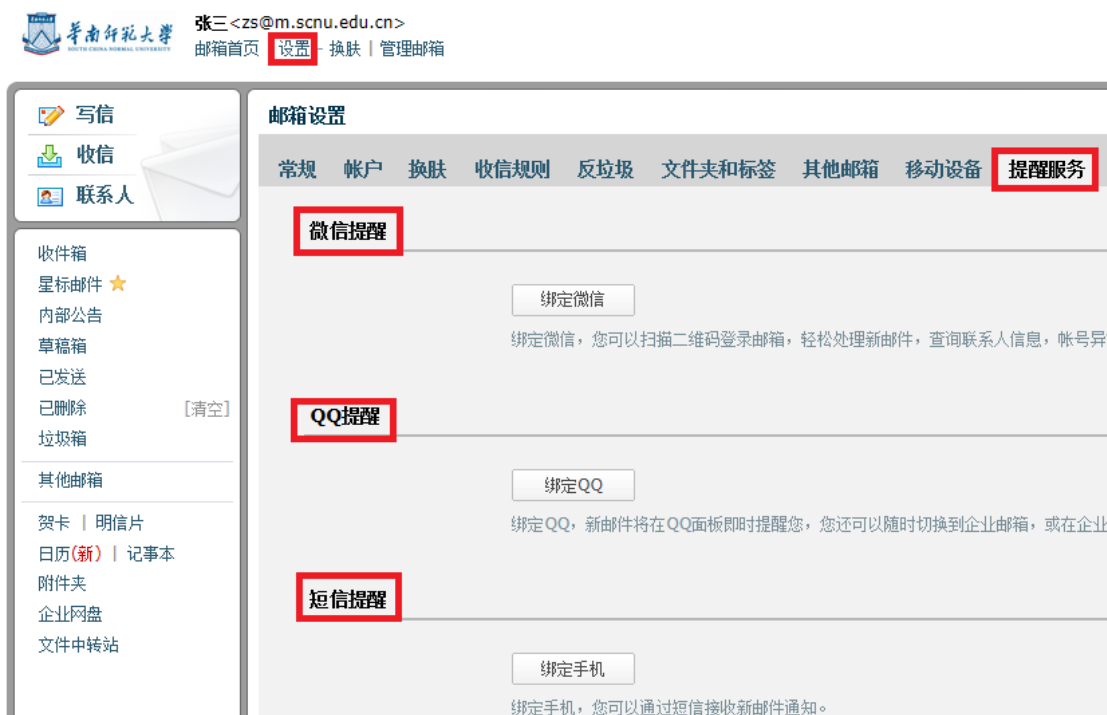 華南師範大學
SOUTH CHINA NORMAL UNIVERSITY
张三<zs@m.scnu.edu.cn>
邮箱首页 设置 - 换肤 | 管理邮箱
写信
收信
联系人
收件箱
星标邮件
内部公告
草稿箱
已发送
已删除 [清空]
垃圾箱
其他邮箱
贺卡 | 明信片
日历(新) | 记事本
附件夹
企业网盘
文件中转站
邮箱设置
常规 帐户 换肤 收信规则 反垃圾 文件夹和标签 其他邮箱 移动设备 提醒服务
微信提醒
绑定微信
绑定微信，您可以扫描二维码登录邮箱，轻松处理新邮件，查询联系人信息，帐号异
QQ提醒
绑定QQ
绑定QQ，新邮件将在QQ面板即时提醒您，您还可以随时切换到企业邮箱，或在企业
短信提醒
绑定手机
绑定手机，您可以通过短信接收新邮件通知。